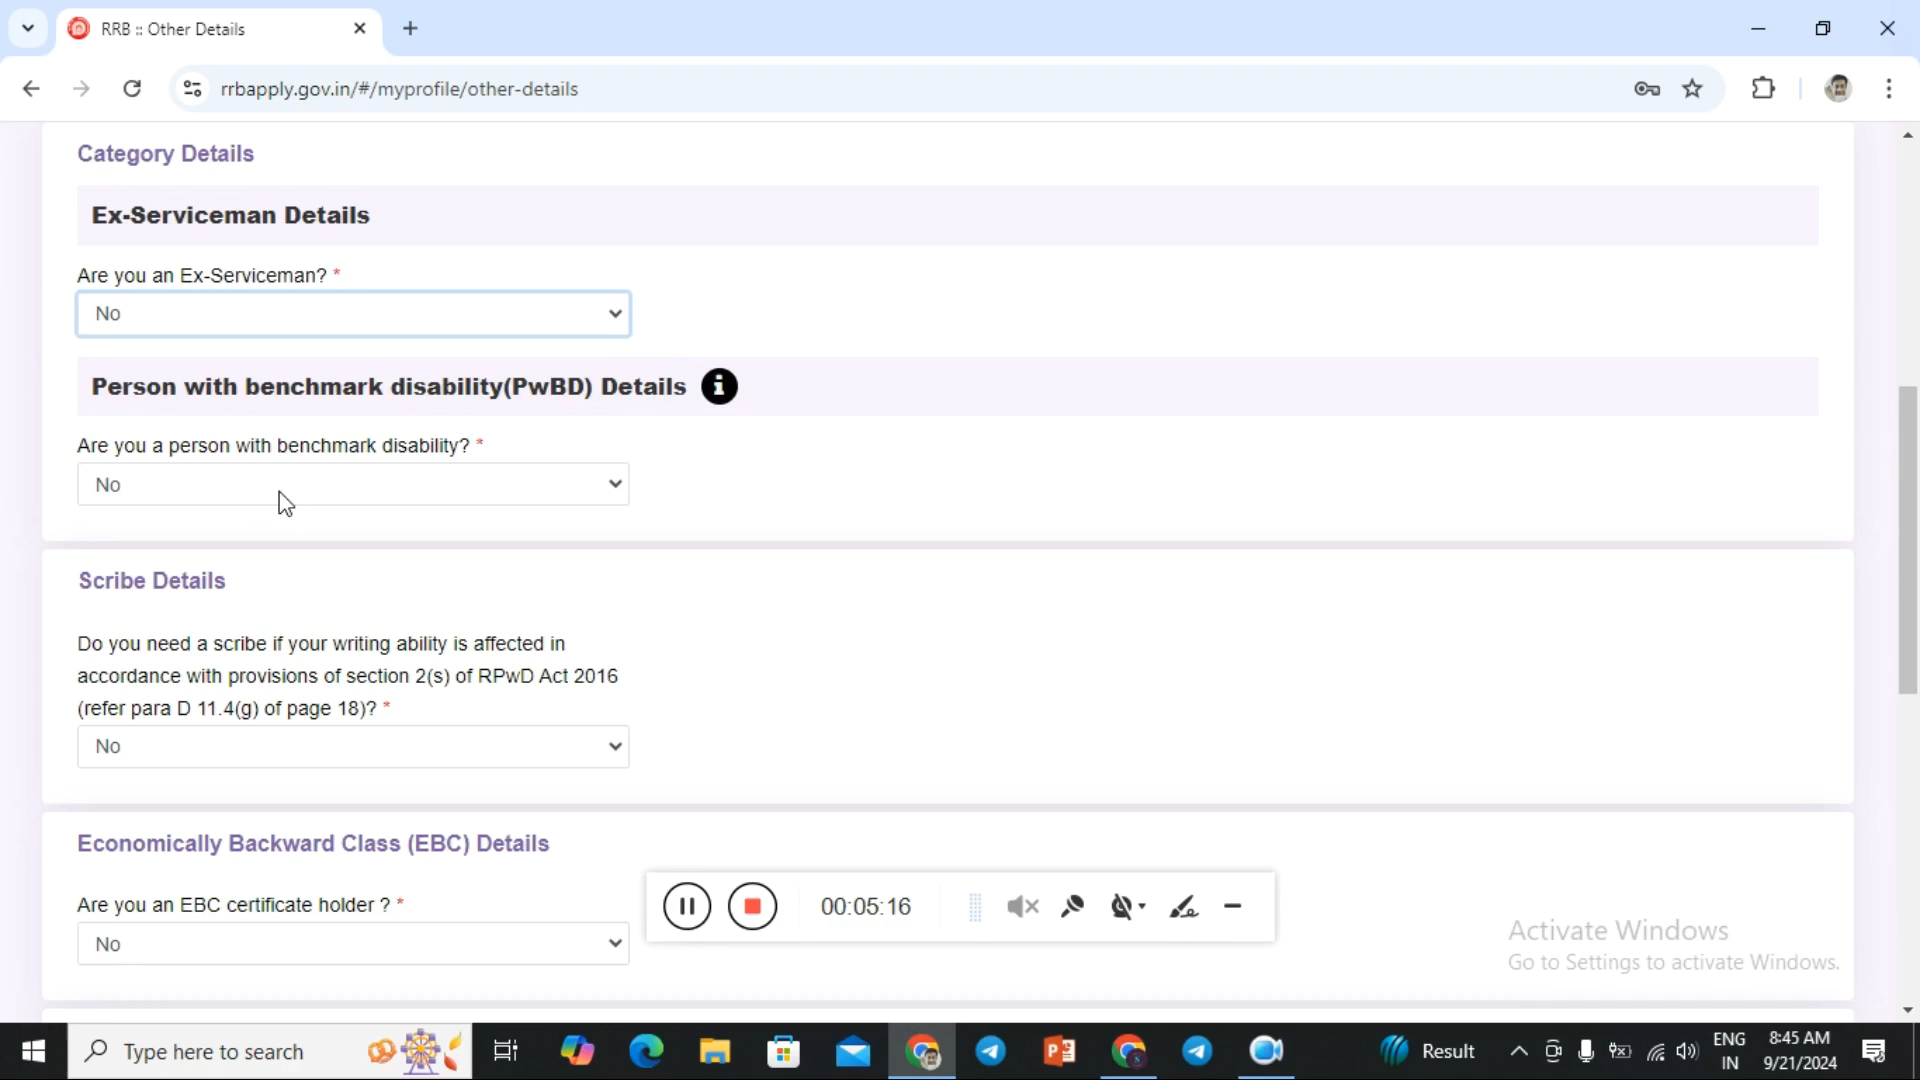 RRB :: Other Details
rrbapply.gov.in/#/myprofile/other-details
Category Details
Ex-Serviceman Details
Are you an Ex-Serviceman? *
No
Person with benchmark disability(PwBD) Details
Are you a person with benchmark disability? *
No
Scribe Details
Do you need a scribe if your writing ability is affected in
accordance with provisions of section 2(s) of RPwD Act 2016
(refer para D 11.4(g) of page 18)? *
No
Economically Backward Class (EBC) Details
Are you an EBC certificate holder ? *
No
00:05:16
Activate Windows
Go to Settings to activate Windows.
Type here to search
Result
ENG
IN
8:45 AM
9/21/2024